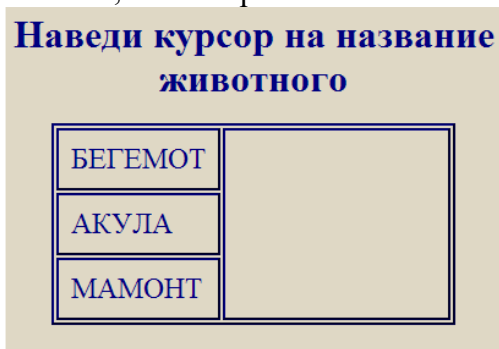 Наведи курсор на название
животного
БЕГЕМОТ
АКУЛА
МАМОНТ